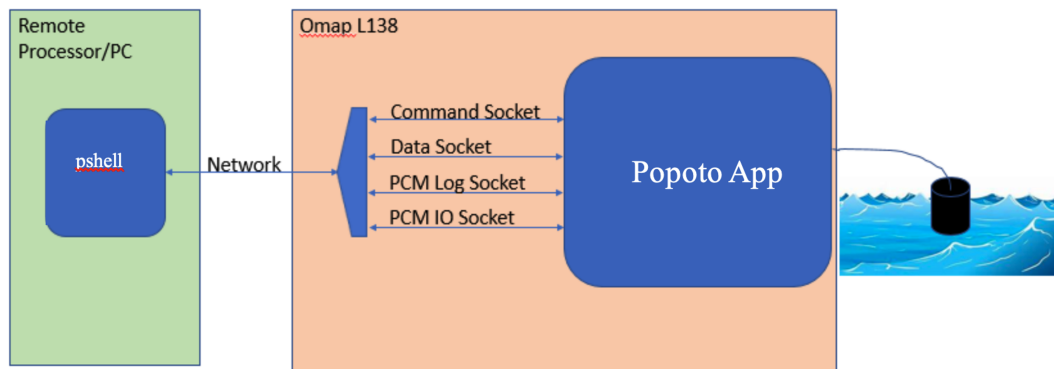 Remote
Processor/PC
Omap L138
pshell
Network
Command Socket
Data Socket
PCM Log Socket
PCM IO Socket
Popoto App